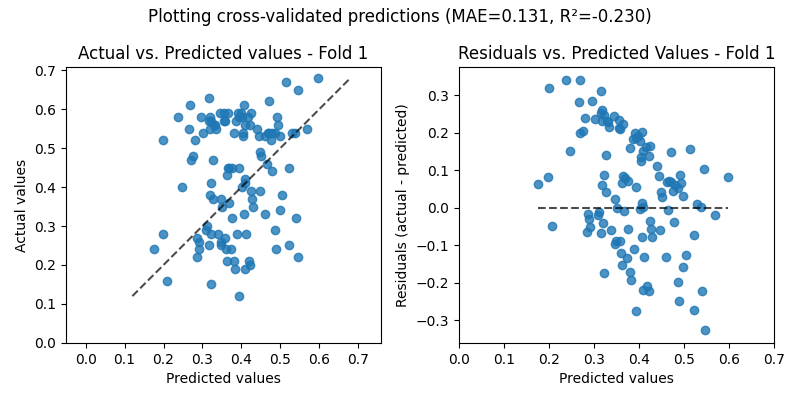 Plotting cross-validated predictions (MAE=0.131, R²=-0.230)
Actual vs. Predicted values - Fold 1
Actual values
0.7
0.6
0.5
0.4
0.3
0.2
0.1
0.0
0.0 0.1 0.2 0.3 0.4 0.5 0.6 0.7
Predicted values
Residuals vs. Predicted Values - Fold 1
Residuals (actual - predicted)
0.3
0.2
0.1
0.0
−0.1
−0.2
−0.3
0.0 0.1 0.2 0.3 0.4 0.5 0.6 0.7
Predicted values